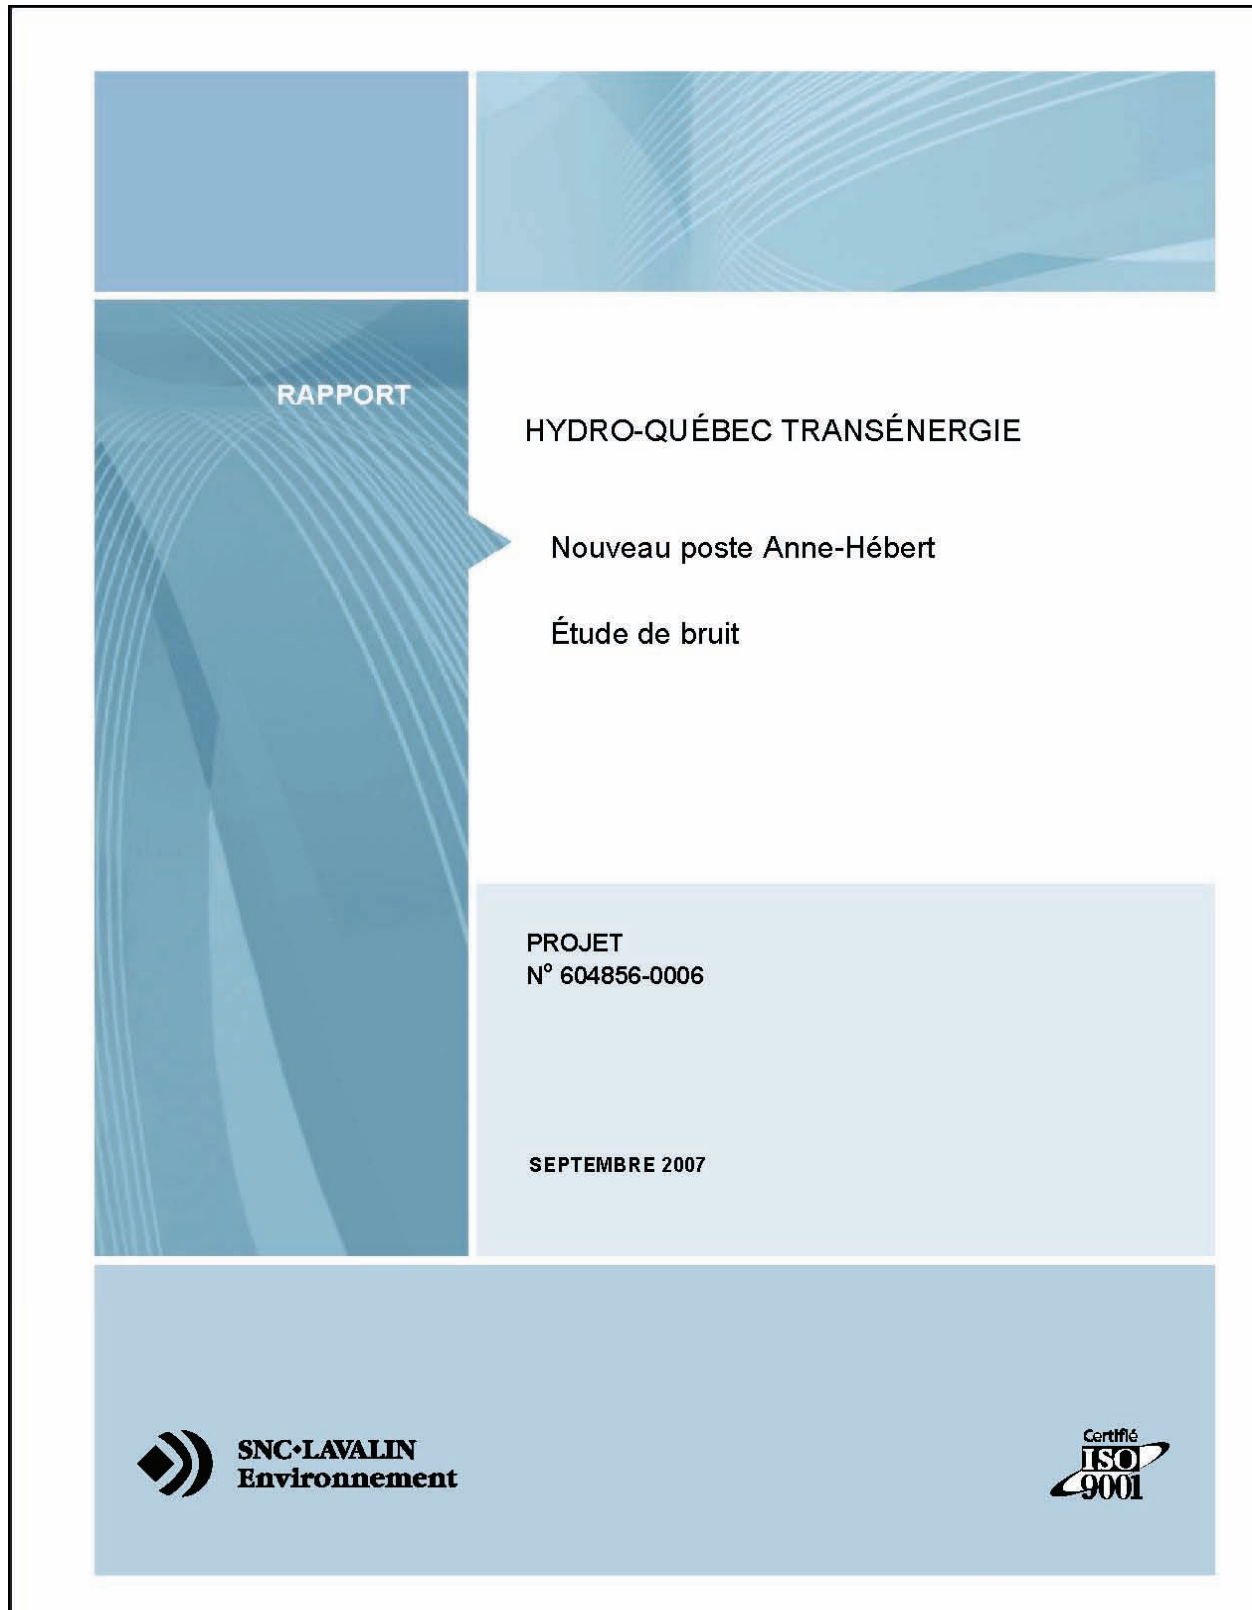 RAPPORT
HYDRO-QUÉBEC TRANSÉNERGIE
Nouveau poste Anne-Hébert
Étude de bruit
PROJET
Nº 604856-0006
SEPTEMBRE 2007
SNC•LAVALIN
Environnement
Certifié
ISO
9001